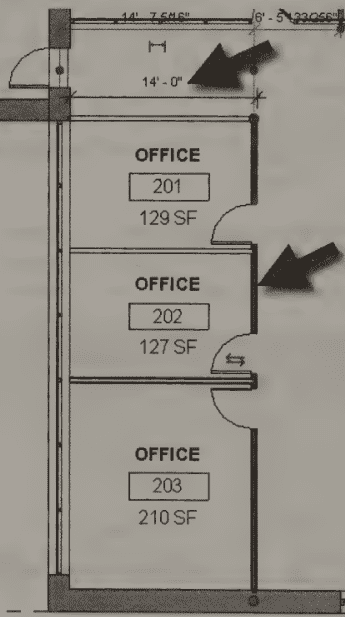 14' - 0"
OFFICE
201
129 SF
OFFICE
202
127 SF
OFFICE
203
210 SF